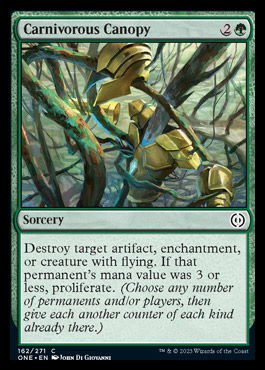 Carnivorous Canopy 2
Sorcery
Destroy target artifact, enchantment,
or creature with flying. If that
permanent's mana value was 3 or
less, proliferate. (Choose any number
of permanents and/or players, then
give each another counter of each kind
already there.)
162/271 C
ONE • EN John Di Giovanni
™ & © 2023 Wizards of the Coast